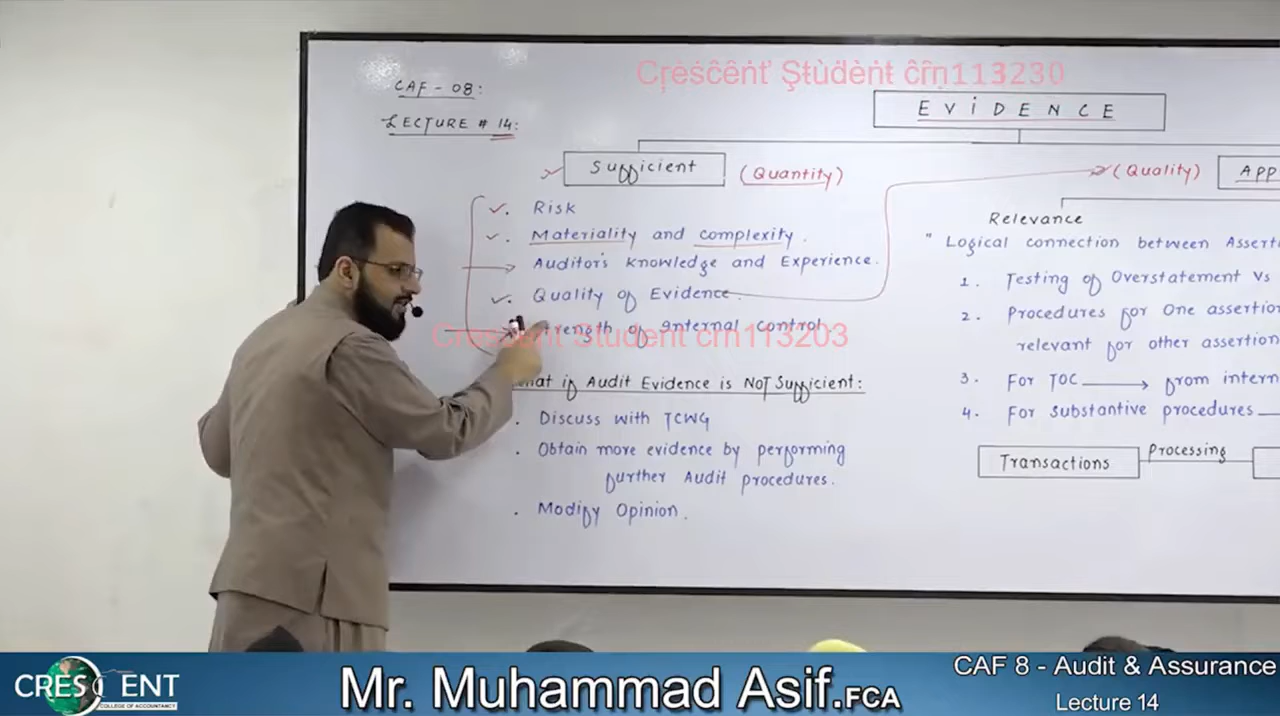 CAF - 08:
LECTURE # 14:
Crescent Student crn113230
EVIDENCE
Sufficient (Quantity)
(Quality) APP
Risk
Materiality and complexity.
Auditor's Knowledge and Experience.
Quality of Evidence.
Strength of Internal control
Crescent Student crn113203
What if Audit Evidence is NOT Sufficient:
. Discuss with TCWG
. Obtain more evidence by performing
further Audit procedures.
. Modify Opinion.
Relevance
" Logical connection between Asserti
1. Testing of Overstatement Vs
2. Procedures for One assertion
relevant for other assertion
3. For TOC → from intern
4. For Substantive procedures
Transactions Processing
CRESCENT
COLLEGE OF ACCOUNTANCY
Mr. Muhammad Asif.FCA
CAF 8 - Audit & Assurance
Lecture 14